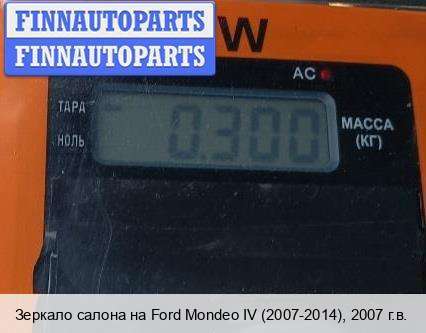 FINNAUTOPARTS
FINNAUTOPARTS
W
AC
ТАРА
НОЛЬ
0.300
МАССА
(КГ)
Зеркало салона на Ford Mondeo IV (2007-2014), 2007 г.в.